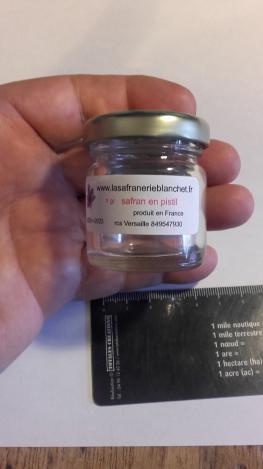 www.lasafranerieblanchet.fr
1 gr safran en pistil
produit en France
rcs Versaille 849547930
1 mile nautique
1 mile terrestre
1 nœud =
1 are =
1 hectare (ha)
1 acre (ac) =